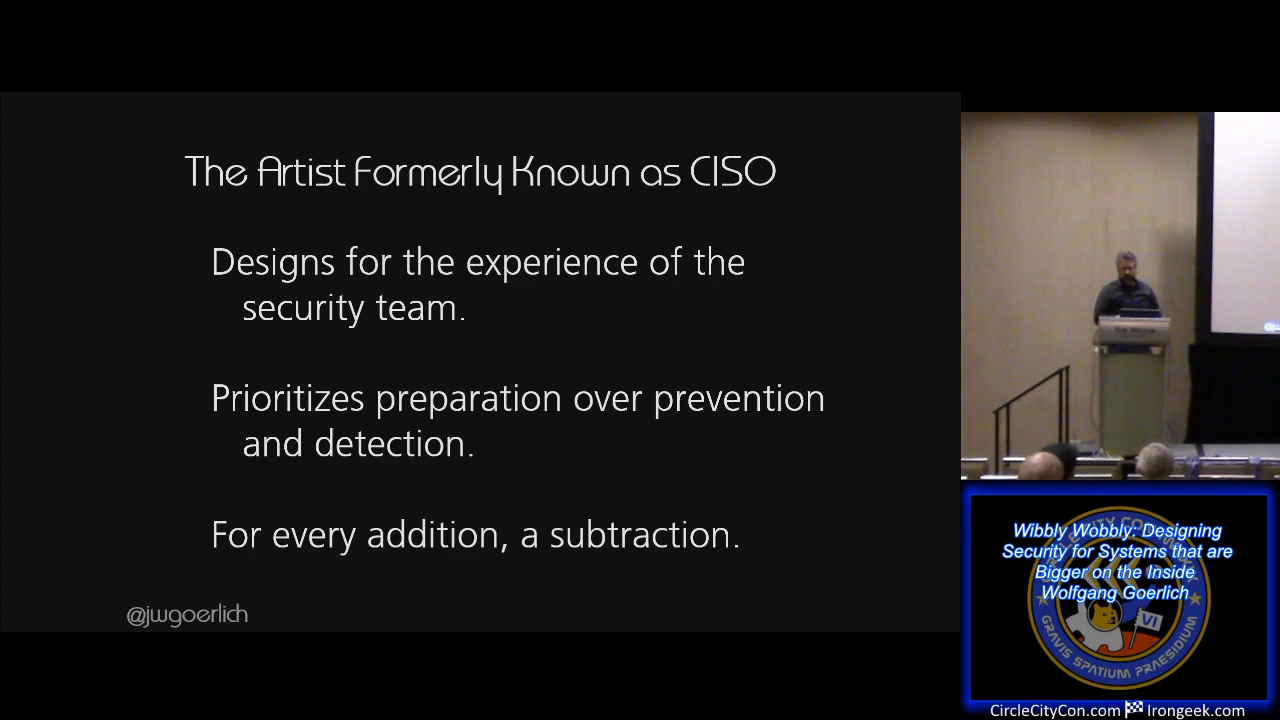 The Artist Formerly Known as CISO
Designs for the experience of the
security team.
Prioritizes preparation over prevention
and detection.
For every addition, a subtraction.
@jwgoerlich
Wibbly Wobbly: Designing
Security for Systems that are
Bigger on the Inside
Wolfgang Goerlich
VI
GRAVIS SPATIUM PRAESIDIUM
CircleCityCon.com
Irongeek.com